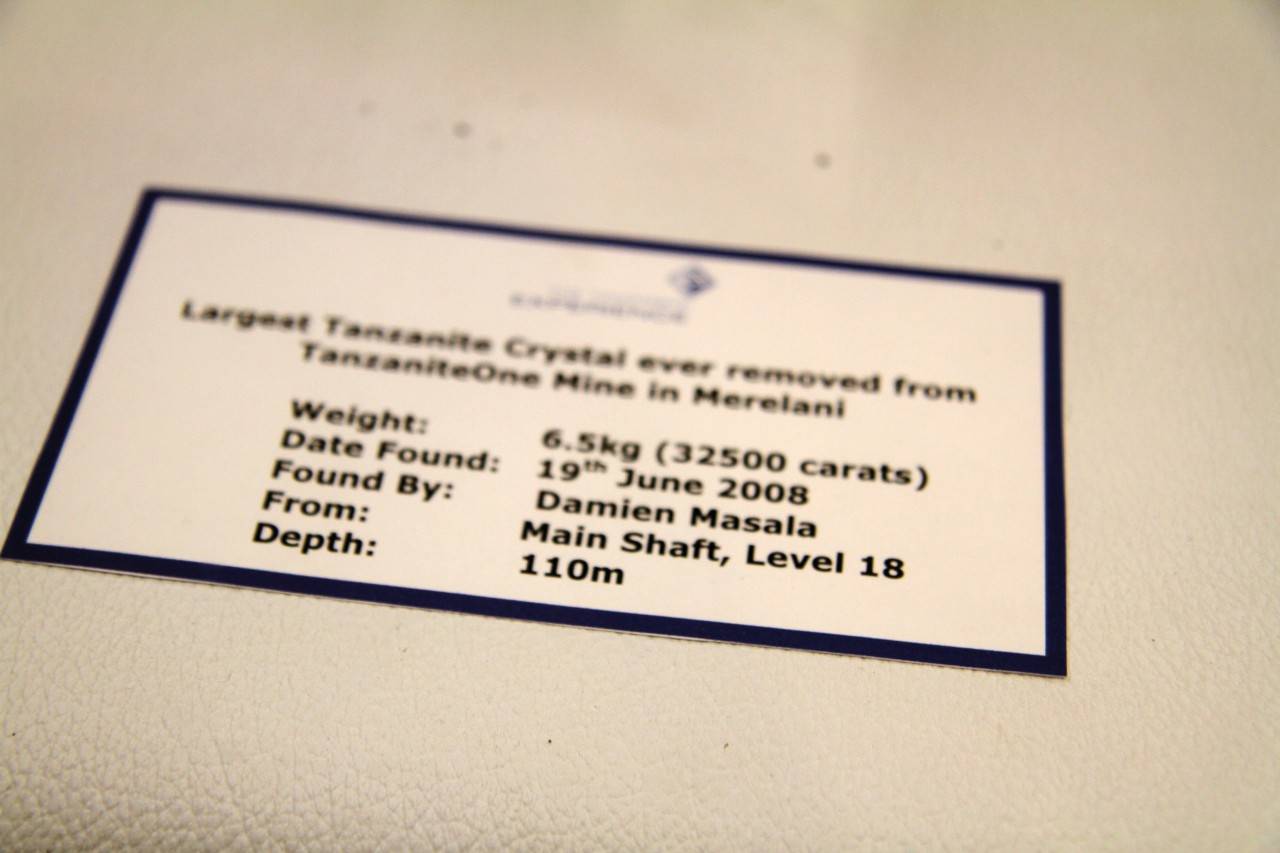 EXPERIENCE
Largest Tanzanite Crystal ever removed from
TanzaniteOne Mine in Merelani
Weight: 6.5kg (32500 carats)
Date Found: 19th June 2008
Found By: Damien Masala
From: Main Shaft, Level 18
Depth: 110m